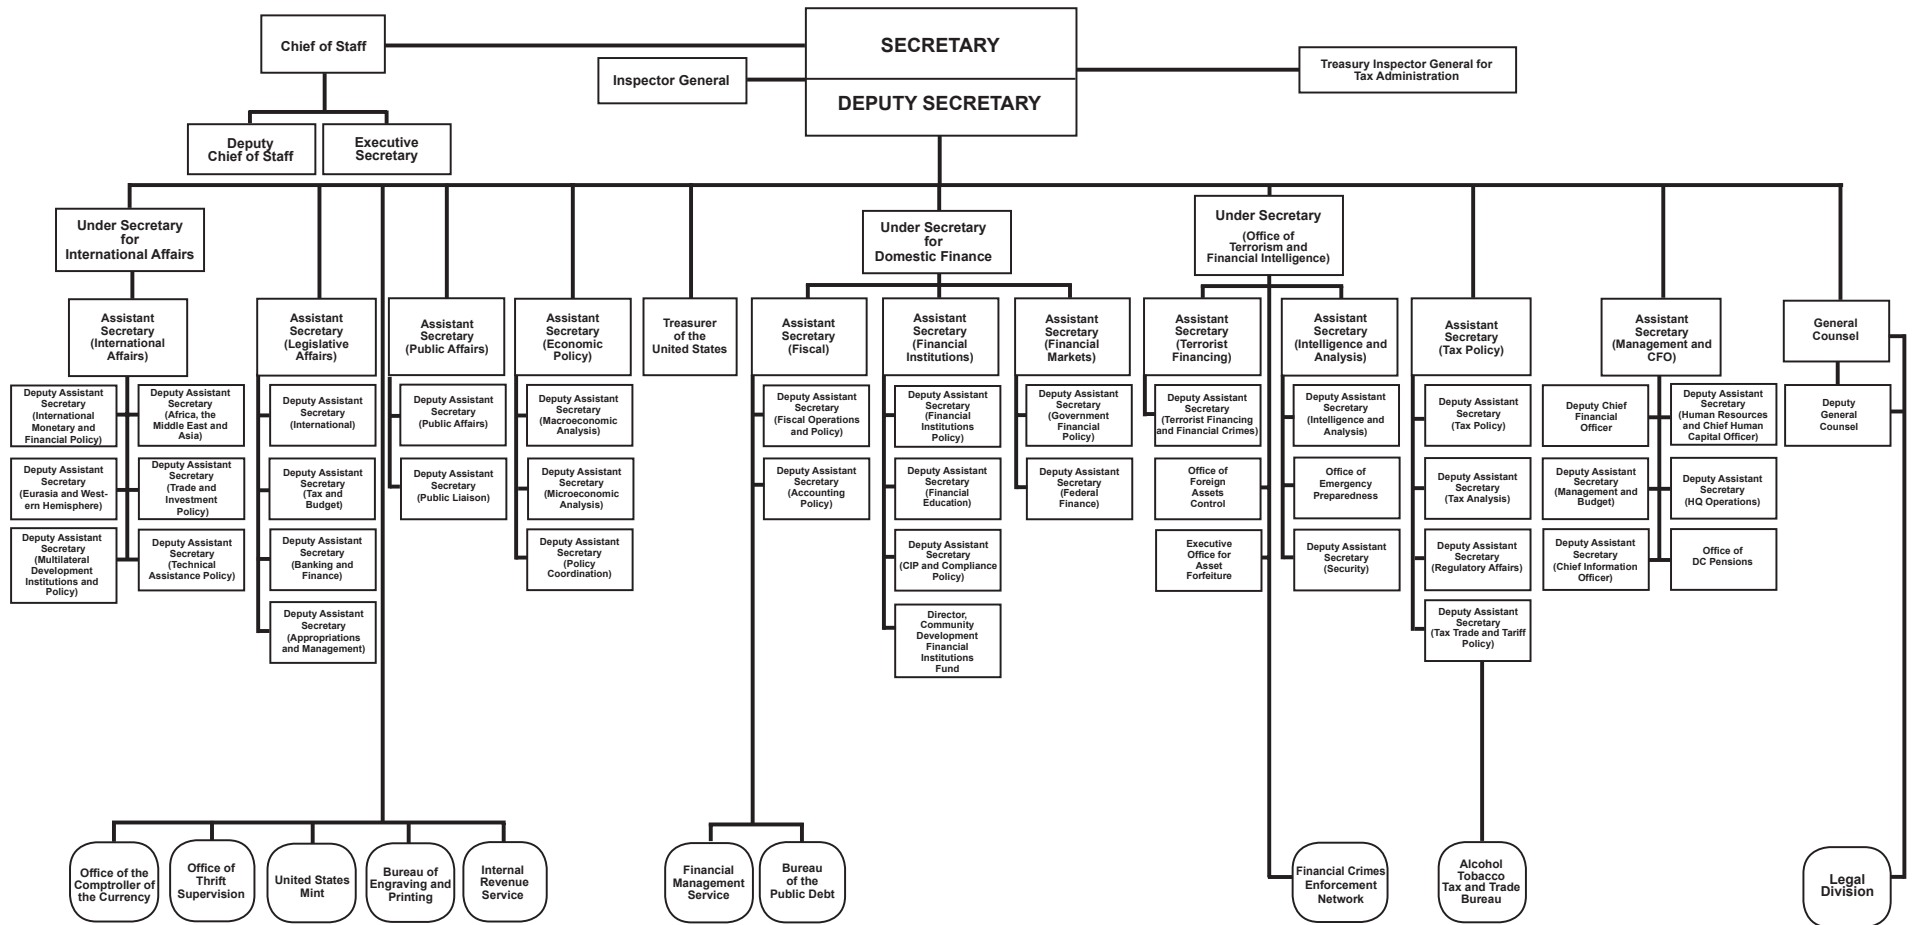 Chief of Staff
SECRETARY
DEPUTY SECRETARY
Inspector General
Treasury Inspector General for
Tax Administration
Deputy
Chief of Staff
Executive
Secretary
Under Secretary
for
International Affairs
Under Secretary
for
Domestic Finance
Under Secretary
(Office of
Terrorism and
Financial Intelligence)
Assistant
Secretary
(International
Affairs)
Assistant
Secretary
(Legislative
Affairs)
Assistant
Secretary
(Public Affairs)
Assistant
Secretary
(Economic
Policy)
Treasurer
of the
United States
Assistant
Secretary
(Fiscal)
Assistant
Secretary
(Financial
Institutions)
Assistant
Secretary
(Financial
Markets)
Assistant
Secretary
(Terrorist
Financing)
Assistant
Secretary
(Intelligence and
Analysis)
Assistant
Secretary
(Tax Policy)
Assistant
Secretary
(Management and
CFO)
General
Counsel
Deputy Assistant
Secretary
(International
Monetary and
Financial Policy)
Deputy Assistant
Secretary
(Africa, the
Middle East and
Asia)
Deputy Assistant
Secretary
(International)
Deputy Assistant
Secretary
(Public Affairs)
Deputy Assistant
Secretary
(Macroeconomic
Analysis)
Deputy Assistant
Secretary
(Fiscal Operations
and Policy)
Deputy Assistant
Secretary
(Financial
Institutions
Policy)
Deputy Assistant
Secretary
(Government
Financial
Policy)
Deputy Assistant
Secretary
(Terrorist Financing
and Financial Crimes)
Deputy Assistant
Secretary
(Intelligence and
Analysis)
Deputy Assistant
Secretary
(Tax Policy)
Deputy Chief
Financial
Officer
Deputy Assistant
Secretary
(Human Resources
and Chief Human
Capital Officer)
Deputy
General
Counsel
Deputy Assistant
Secretary
(Eurasia and West-
ern Hemisphere)
Deputy Assistant
Secretary
(Trade and
Investment
Policy)
Deputy Assistant
Secretary
(Tax and
Budget)
Deputy Assistant
Secretary
(Public Liaison)
Deputy Assistant
Secretary
(Microeconomic
Analysis)
Deputy Assistant
Secretary
(Accounting
Policy)
Deputy Assistant
Secretary
(Financial
Education)
Deputy Assistant
Secretary
(Federal
Finance)
Office of
Foreign
Assets
Control
Office of
Emergency
Preparedness
Deputy Assistant
Secretary
(Tax Analysis)
Deputy Assistant
Secretary
(Management and
Budget)
Deputy Assistant
Secretary
(HQ Operations)
Deputy Assistant
Secretary
(Multilateral
Development
Institutions and
Policy)
Deputy Assistant
Secretary
(Technical
Assistance Policy)
Deputy Assistant
Secretary
(Banking and
Finance)
Deputy Assistant
Secretary
(Policy
Coordination)
Deputy Assistant
Secretary
(CIP and Compliance
Policy)
Executive
Office for
Asset
Forfeiture
Deputy Assistant
Secretary
(Security)
Deputy Assistant
Secretary
(Regulatory Affairs)
Deputy Assistant
Secretary
(Chief Information
Officer)
Office of
DC Pensions
Deputy Assistant
Secretary
(Appropriations
and Management)
Director,
Community
Development
Financial
Institutions
Fund
Deputy Assistant
Secretary
(Tax Trade and Tariff
Policy)
Office of the
Comptroller of
the Currency
Office of
Thrift
Supervision
United States
Mint
Bureau of
Engraving and
Printing
Internal
Revenue
Service
Financial
Management
Service
Bureau
of the
Public Debt
Financial Crimes
Enforcement
Network
Alcohol
Tobacco
Tax and Trade
Bureau
Legal
Division